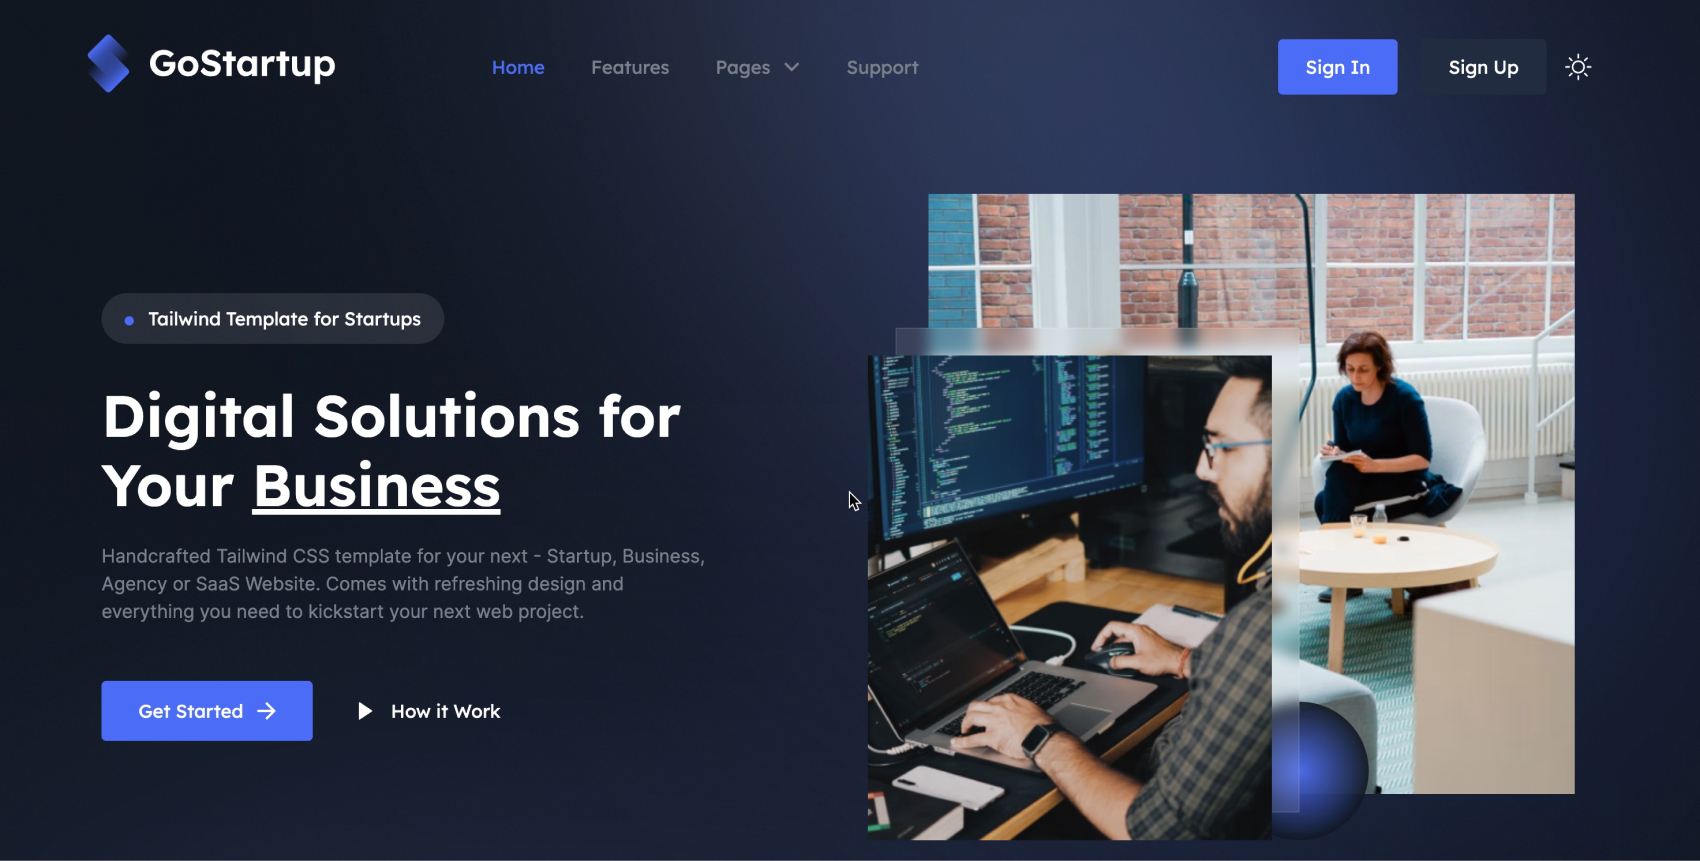 GoStartup
Home
Features
Pages
Support
Sign In
Sign Up
Tailwind Template for Startups
Digital Solutions for
Your Business
Handcrafted Tailwind CSS template for your next - Startup, Business,
Agency or SaaS Website. Comes with refreshing design and
everything you need to kickstart your next web project.
Get Started
How it Work